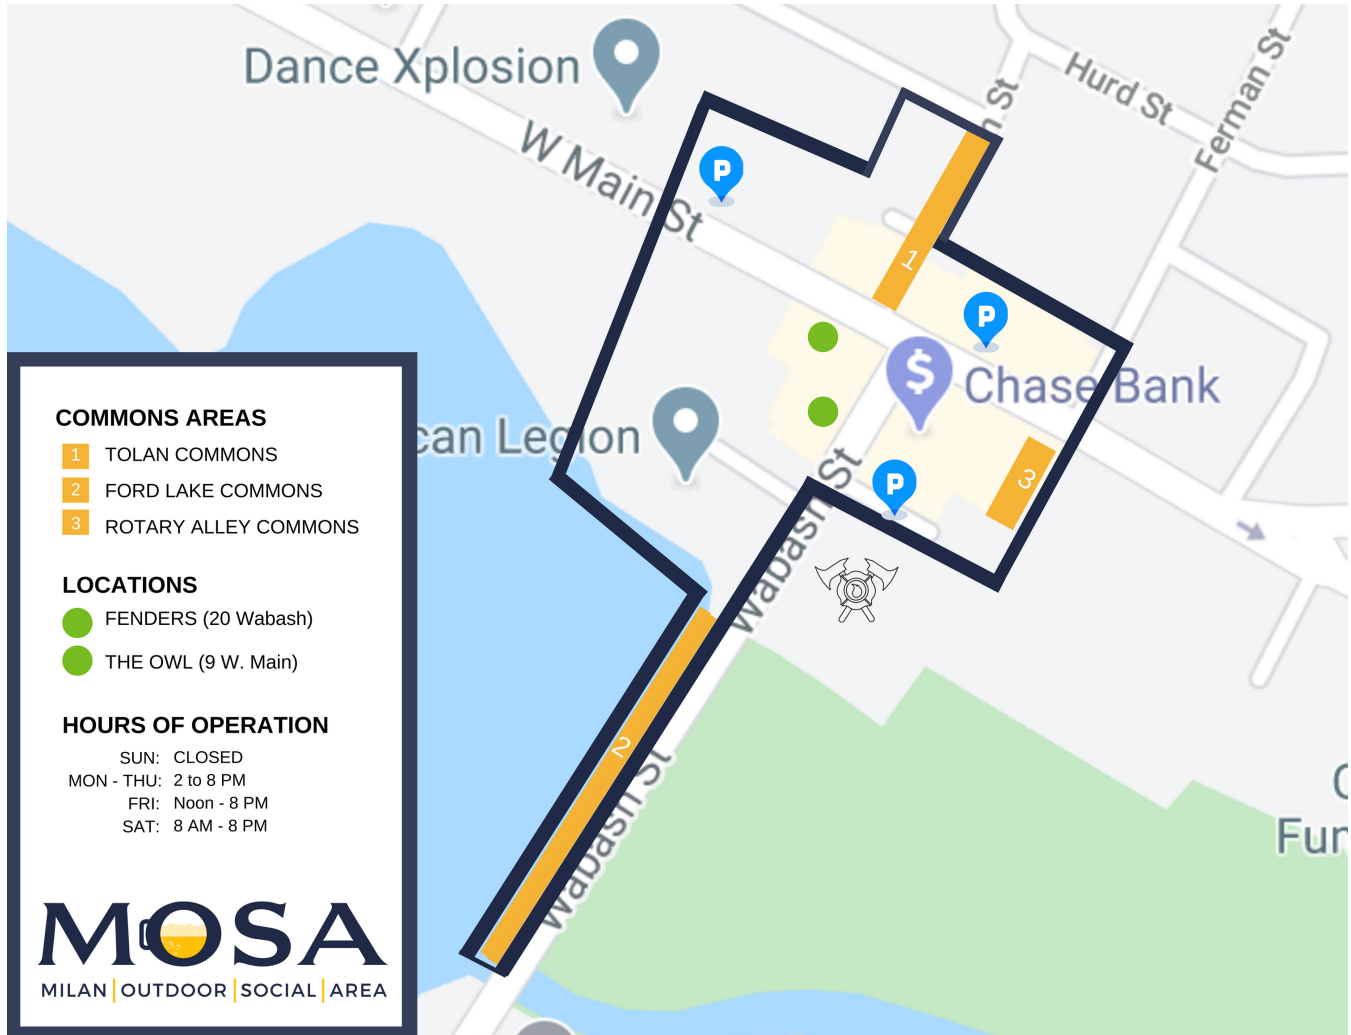 Dance Xplosion
W Main St
n St
Hurd St
Ferman St
P
1
P
$
Chase Bank
can Legion
P
3
Wabash St
2
Wabash St
Fun
COMMONS AREAS
1 TOLAN COMMONS
2 FORD LAKE COMMONS
3 ROTARY ALLEY COMMONS
LOCATIONS
FENDERS (20 Wabash)
THE OWL (9 W. Main)
HOURS OF OPERATION
SUN: CLOSED
MON - THU: 2 to 8 PM
FRI: Noon - 8 PM
SAT: 8 AM - 8 PM
MOSA
MILAN|OUTDOOR|SOCIAL|AREA